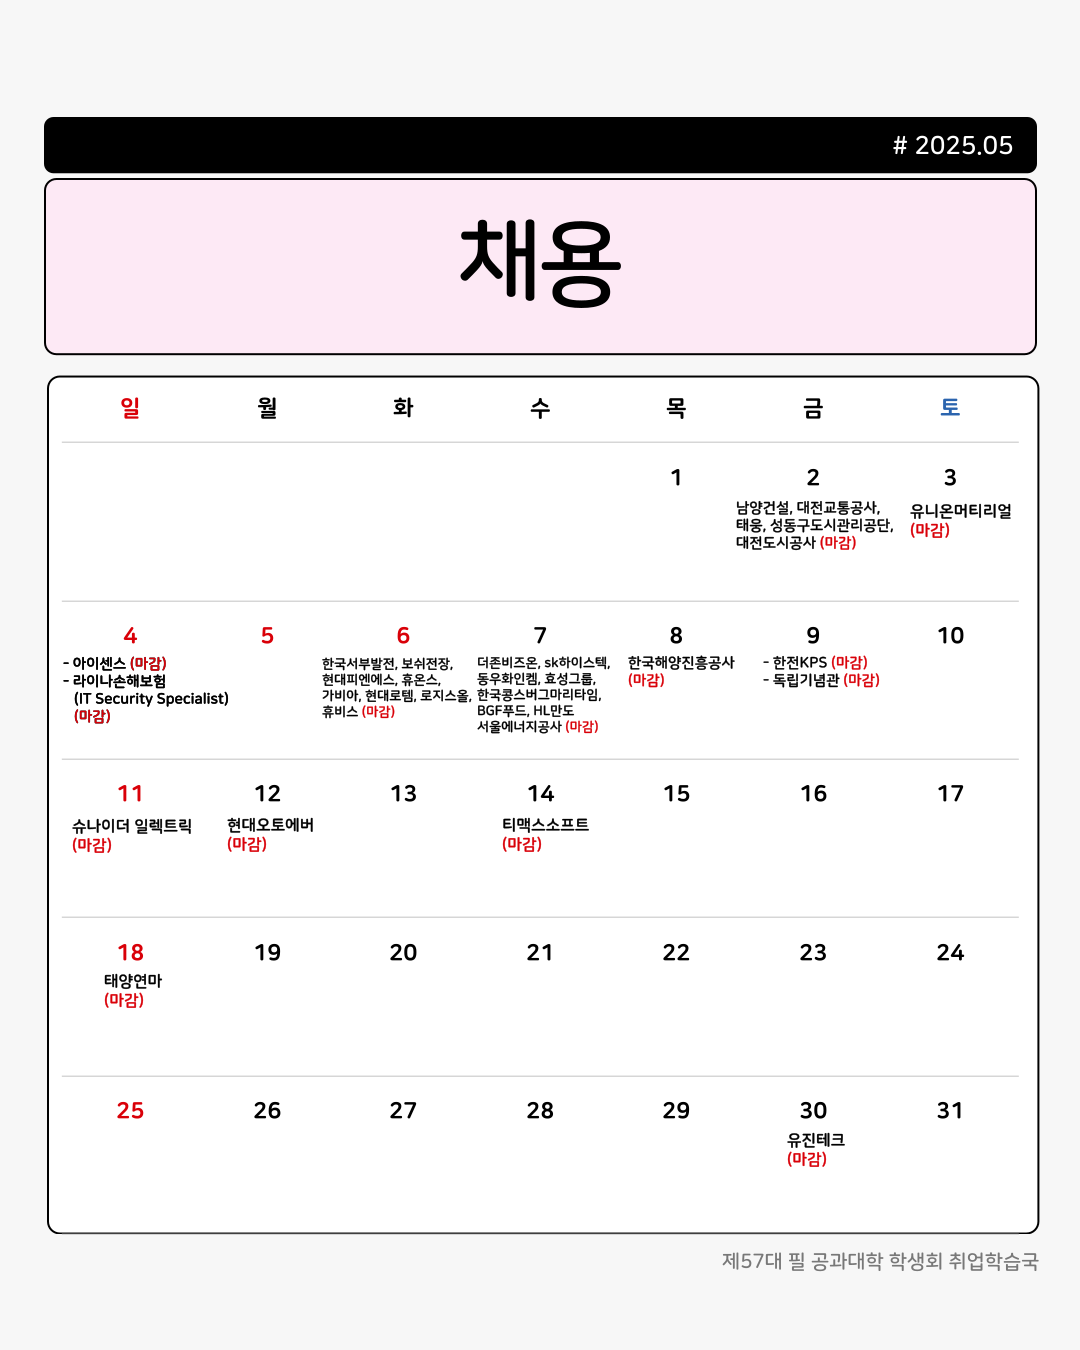 # 2025.05
채용
일 월 화 수 목 금 토
1 2 3
남양건설, 대전교통공사,
태웅, 성동구도시관리공단,
대전도시공사 (마감)
유니온머티리얼
(마감)
4 5 6 7 8 9 10
- 아이센스 (마감)
- 라이나손해보험
(IT Security Specialist)
(마감)
한국서부발전, 보쉬전장,
현대피엔에스, 휴온스,
가비아, 현대로템, 로지스올,
휴비스 (마감)
더존비즈온, sk하이스텍,
동우화인켐, 효성그룹,
한국콩스버그마리타임,
BGF푸드, HL만도
서울에너지공사 (마감)
한국해양진흥공사
(마감)
- 한전KPS (마감)
- 독립기념관 (마감)
11 12 13 14 15 16 17
슈나이더 일렉트릭
(마감)
현대오토에버
(마감)
티맥스소프트
(마감)
18 19 20 21 22 23 24
태양연마
(마감)
25 26 27 28 29 30 31
유진테크
(마감)
제57대 필 공과대학 학생회 취업학습국